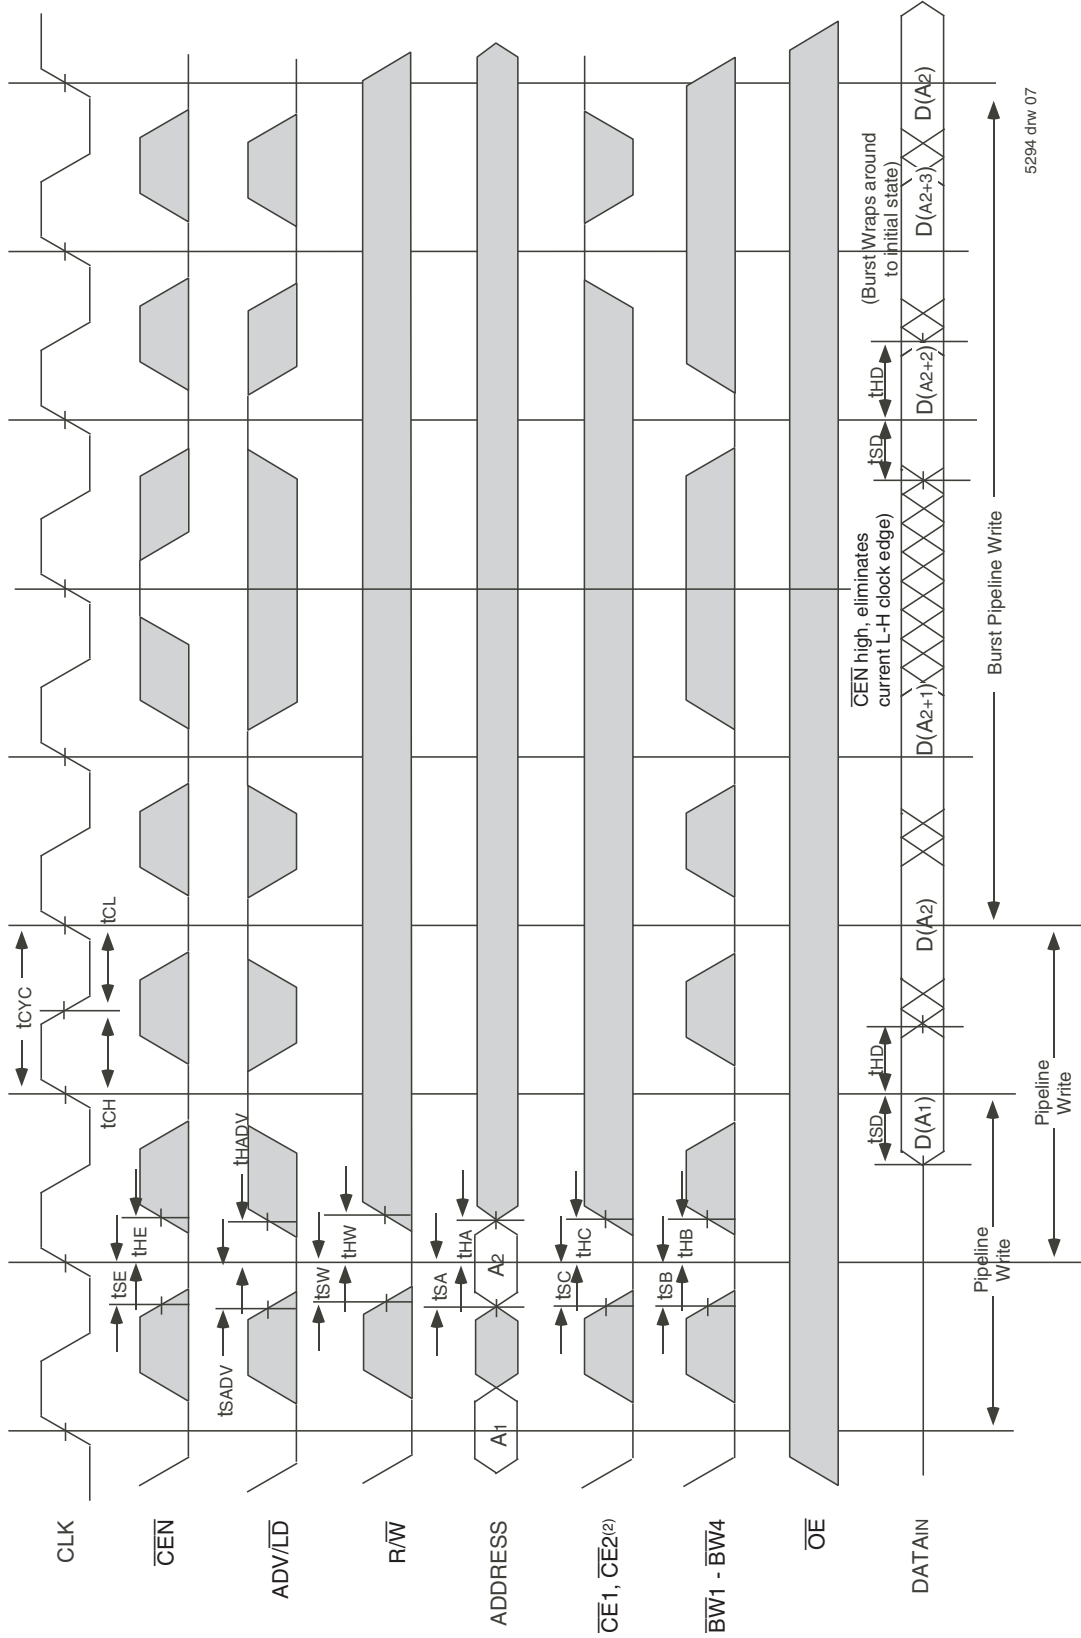 tCYC
tCH
tCL
CLK
tSE
tHE
CEN
tSADV
tHADV
ADV/LD
tSW
tHW
R/W
tSA
tHA
A1
A2
ADDRESS
tSC
tHC
CE1, CE2(2)
tSB
tHB
BW1 - BW4
OE
CEN high, eliminates
current L-H clock edge)
(Burst Wraps around
to initial state)
tSD
tHD
tSD
tHD
D(A1)
D(A2)
D(A2+1)
D(A2+2)
D(A2+3)
D(A2)
DATAIN
Pipeline
Write
Burst Pipeline Write
Pipeline
Write
5294 drw 07